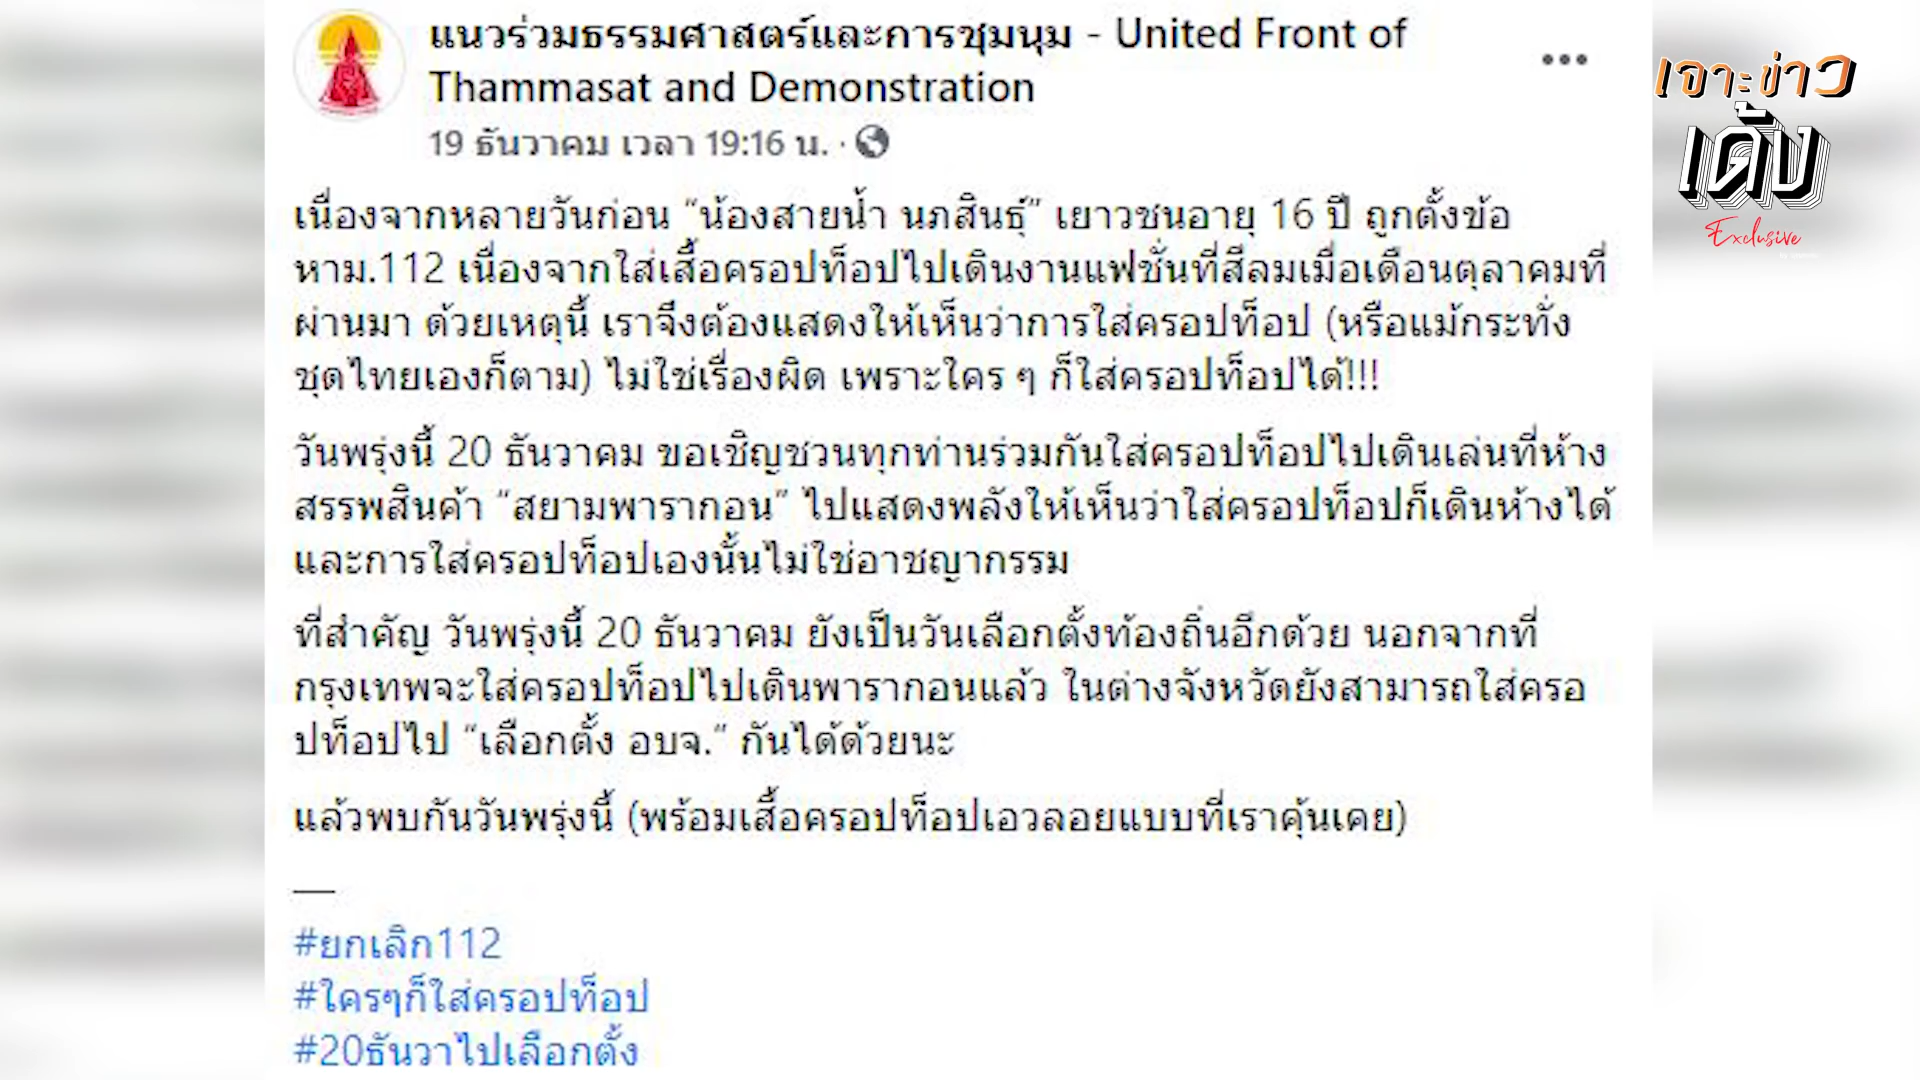 แนวร่วมธรรมศาสตร์และการชุมนุม - United Front of
Thammasat and Demonstration
19 ธันวาคม เวลา 19:16 น. ·
เจาะข่าว
เด้ง
Exclusive
เนื่องจากหลายวันก่อน “น้องสายน้ำ นภสินธุ์” เยาวชนอายุ 16 ปี ถูกตั้งข้อ
หาม.112 เนื่องจากใส่เสื้อครอปท็อปไปเดินงานแฟชั่นที่สีลมเมื่อเดือนตุลาคมที่
ผ่านมา ด้วยเหตุนี้ เราจึงต้องแสดงให้เห็นว่าการใส่ครอปท็อป (หรือแม้กระทั่ง
ชุดไทยเองก็ตาม) ไม่ใช่เรื่องผิด เพราะใคร ๆ ก็ใส่ครอปท็อปได้!!!
วันพรุ่งนี้ 20 ธันวาคม ขอเชิญชวนทุกท่านร่วมกันใส่ครอปท็อปไปเดินเล่นที่ห้าง
สรรพสินค้า “สยามพารากอน” ไปแสดงพลังให้เห็นว่าใส่ครอปท็อปก็เดินห้างได้
และการใส่ครอปท็อปเองนั้นไม่ใช่อาชญากรรม
ที่สำคัญ วันพรุ่งนี้ 20 ธันวาคม ยังเป็นวันเลือกตั้งท้องถิ่นอีกด้วย นอกจากที่
กรุงเทพจะใส่ครอปท็อปไปเดินพารากอนแล้ว ในต่างจังหวัดยังสามารถใส่ครอ
ปท็อปไป “เลือกตั้ง อบจ.” กันได้ด้วยนะ
แล้วพบกันวันพรุ่งนี้ (พร้อมเสื้อครอปท็อปเอวลอยแบบที่เราคุ้นเคย)
—
#ยกเลิก112
#ใครๆก็ใส่ครอปท็อป
#20ธันวาไปเลือกตั้ง